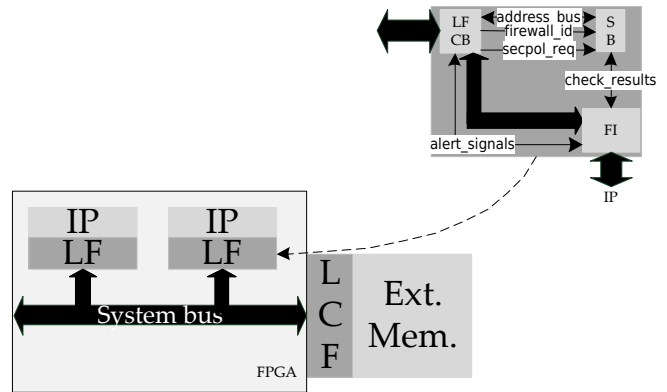 LF
CB
address_bus
firewall_id
secpol_req
S
B
check_results
FI
alert_signals
IP
IP
LF
IP
LF
System bus
FPGA
L
C
F
Ext.
Mem.